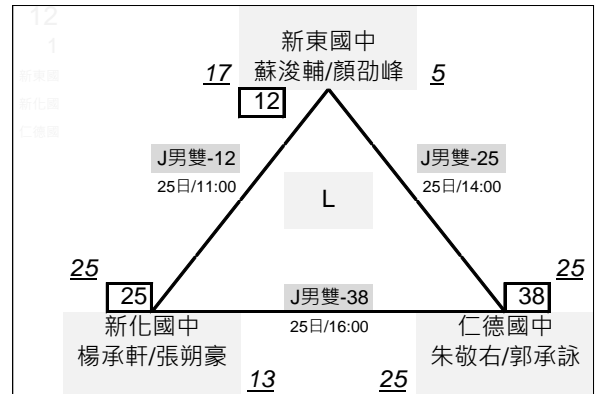 12
1
新東國
新化國
仁德國
新東國中
蘇浚輔/顏劭峰
17
5
12
J男雙-12
25日/11:00
J男雙-25
25日/14:00
L
25
25
25
38
J男雙-38
25日/16:00
新化國中
楊承軒/張朔豪
仁德國中
朱敬右/郭承詠
13
25